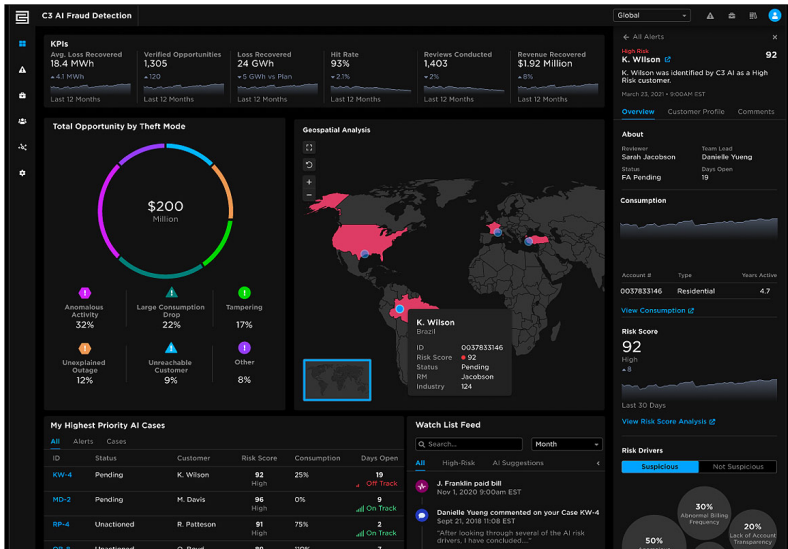 C3 AI Fraud Detection
Global
KPIs
Avg. Loss Recovered
18.4 MWh
4.1 MWh
Last 12 Months
Verified Opportunities
1,305
120
Last 12 Months
Loss Recovered
24 GWh
5 GWh vs Plan
Last 12 Months
Hit Rate
93%
2.1%
Last 12 Months
Reviews Conducted
1,403
2%
Last 12 Months
Revenue Recovered
$1.92 Million
8%
Last 12 Months
Total Opportunity by Theft Mode
$200
Million
Anomalous
Activity
32%
Large Consumption
Drop
22%
Tampering
17%
Unexplained
Outage
12%
Unreachable
Customer
9%
Other
8%
Geospatial Analysis
K. Wilson
Brazil
ID 0037833146
Risk Score 92
Status Pending
RM Jacobson
Industry 124
My Highest Priority AI Cases
All Alerts Cases
ID Status Customer Risk Score Consumption Days Open
KW-4 Pending K. Wilson 92 25% 19
High Off Track
MD-2 Pending M. Davis 96 0% 9
High On Track
RP-4 Unactioned R. Patteson 91 75% 2
High On Track
Watch List Feed
Search...
Month
All High-Risk AI Suggestions
J. Franklin paid bill
Nov 1, 2020 9:00am EST
Danielle Yueng commented on your Case KW-4
Sept 21, 2018 11:08 EST
"After looking through several of the AI risk
drivers, I have concluded..."
All Alerts
High Risk
K. Wilson 92
K. Wilson was identified by C3 AI as a High
Risk customer.
March 23, 2021 • 9:00AM EST
Overview Customer Profile Comments
About
Reviewer Team Lead
Sarah Jacobson Danielle Yueng
Status Days Open
FA Pending 19
Consumption
Account # Type Years Active
0037833146 Residential 4.7
View Consumption
Risk Score
92
High
8
Last 30 Days
View Risk Score Analysis
Risk Drivers
Suspicious Not Suspicious
30%
Abnormal Billing
Frequency
20%
Lack of Account
Transparency
50%